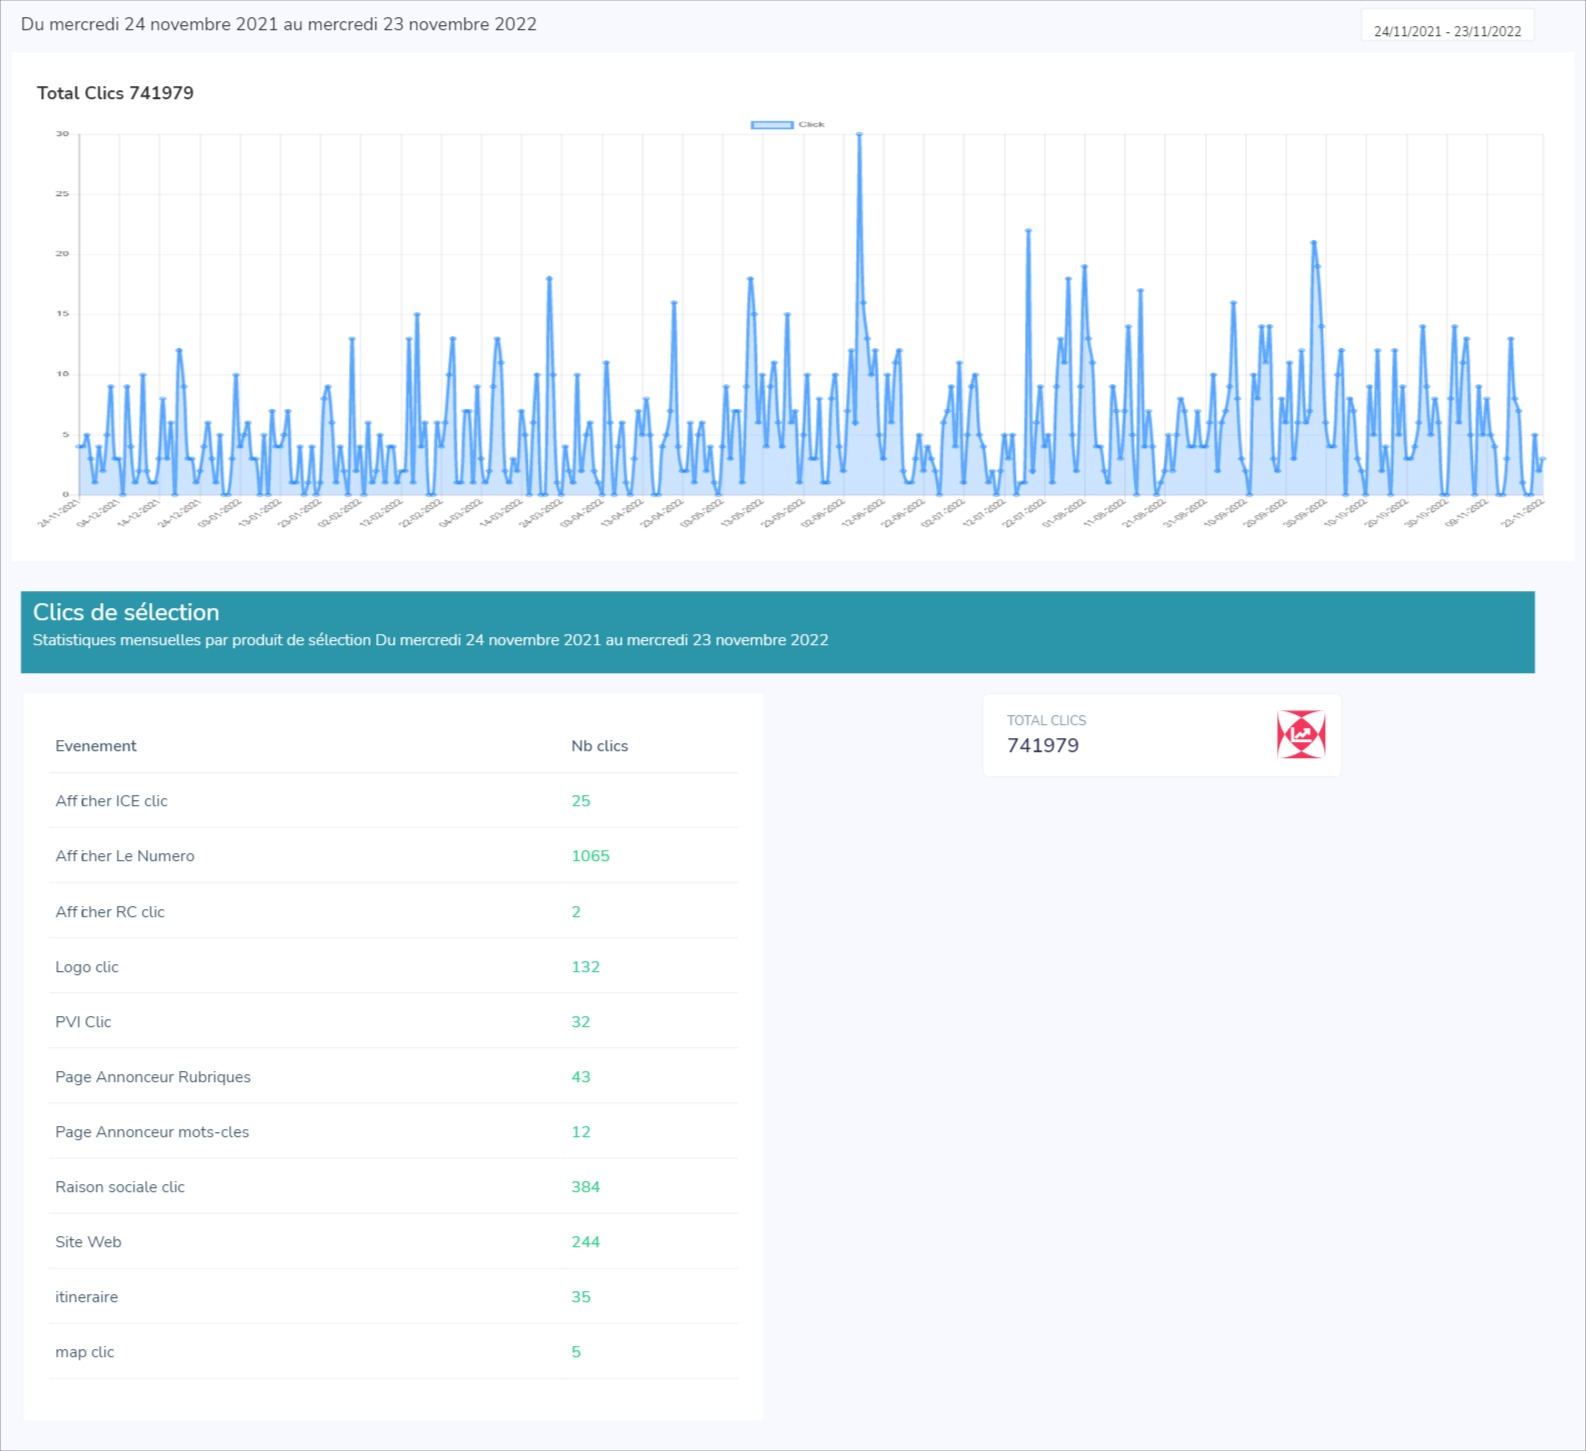 Du mercredi 24 novembre 2021 au mercredi 23 novembre 2022
24/11/2021 - 23/11/2022
Total Clics 741979
Click
30
25
20
15
10
5
0
24-11-2021 04-12-2021 14-12-2021 24-12-2021 03-01-2022 13-01-2022 23-01-2022 02-02-2022 12-02-2022 22-02-2022 04-03-2022 14-03-2022 24-03-2022 03-04-2022 13-04-2022 23-04-2022 03-05-2022 13-05-2022 23-05-2022 02-06-2022 12-06-2022 22-06-2022 02-07-2022 12-07-2022 22-07-2022 01-08-2022 11-08-2022 21-08-2022 31-08-2022 10-09-2022 20-09-2022 30-09-2022 10-10-2022 20-10-2022 30-10-2022 09-11-2022 23-11-2022
Clics de sélection
Statistiques mensuelles par produit de sélection Du mercredi 24 novembre 2021 au mercredi 23 novembre 2022
TOTAL CLICS
741979
Evenement Nb clics
Afficher ICE clic 25
Afficher Le Numero 1065
Afficher RC clic 2
Logo clic 132
PVI Clic 32
Page Annonceur Rubriques 43
Page Annonceur mots-cles 12
Raison sociale clic 384
Site Web 244
itineraire 35
map clic 5